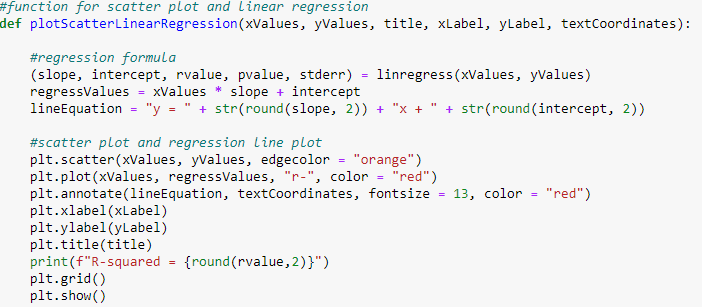 #function for scatter plot and linear regression
def plotScatterLinearRegression(xValues, yValues, title, xLabel, yLabel, textCoordinates):
#regression formula
(slope, intercept, rvalue, pvalue, stderr) = linregress(xValues, yValues)
regressValues = xValues * slope + intercept
lineEquation = "y = " + str(round(slope, 2)) + "x + " + str(round(intercept, 2))
#scatter plot and regression line plot
plt.scatter(xValues, yValues, edgecolor = "orange")
plt.plot(xValues, regressValues, "r-", color = "red")
plt.annotate(lineEquation, textCoordinates, fontsize = 13, color = "red")
plt.xlabel(xLabel)
plt.ylabel(yLabel)
plt.title(title)
print(f"R-squared = {round(rvalue,2)}")
plt.grid()
plt.show()